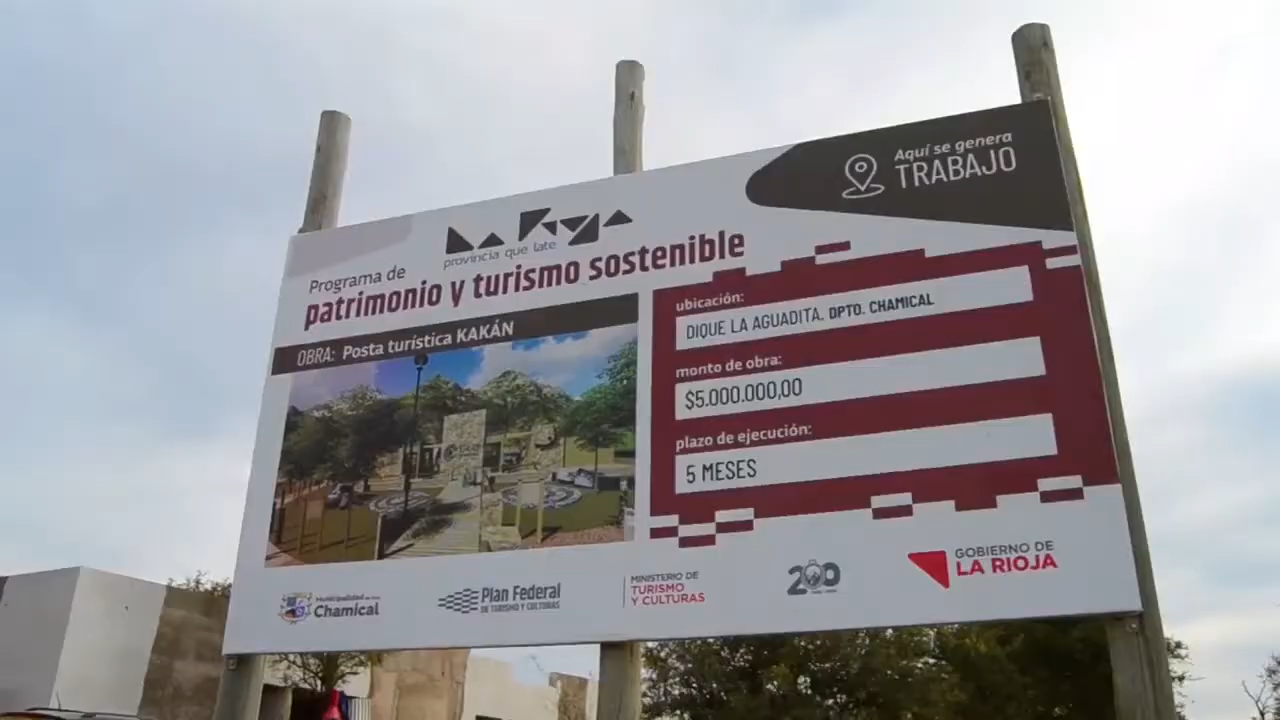 Aquí se genera
TRABAJO
La Rioja
provincia que late
Programa de
patrimonio y turismo sostenible
OBRA: Posta turística KAKÁN
ubicación:
DIQUE LA AGUADITA. DPTO. CHAMICAL
monto de obra:
$5.000.000,00
plazo de ejecución:
5 MESES
Municipalidad
Chamical
Plan Federal
DE TURISMO Y CULTURAS
MINISTERIO DE
TURISMO
Y CULTURAS
200
GOBIERNO DE
LA RIOJA